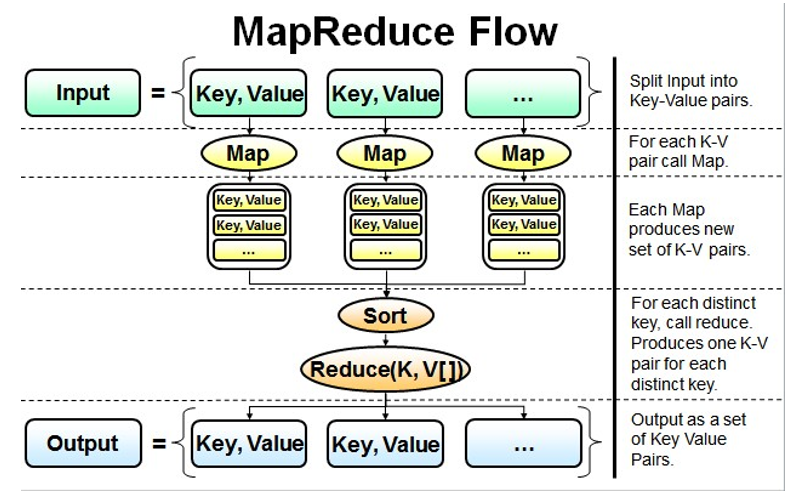 MapReduce Flow
Input = Key, Value Key, Value ...
Split Input into
Key-Value pairs.
Map Map Map
For each K-V
pair call Map.
Key, Value Key, Value Key, Value
Key, Value Key, Value Key, Value
... ... ...
Each Map
produces new
set of K-V pairs.
Sort
Reduce(K, V[ ])
For each distinct
key, call reduce.
Produces one K-V
pair for each
distinct key.
Output = Key, Value Key, Value ...
Output as a set
of Key Value
Pairs.